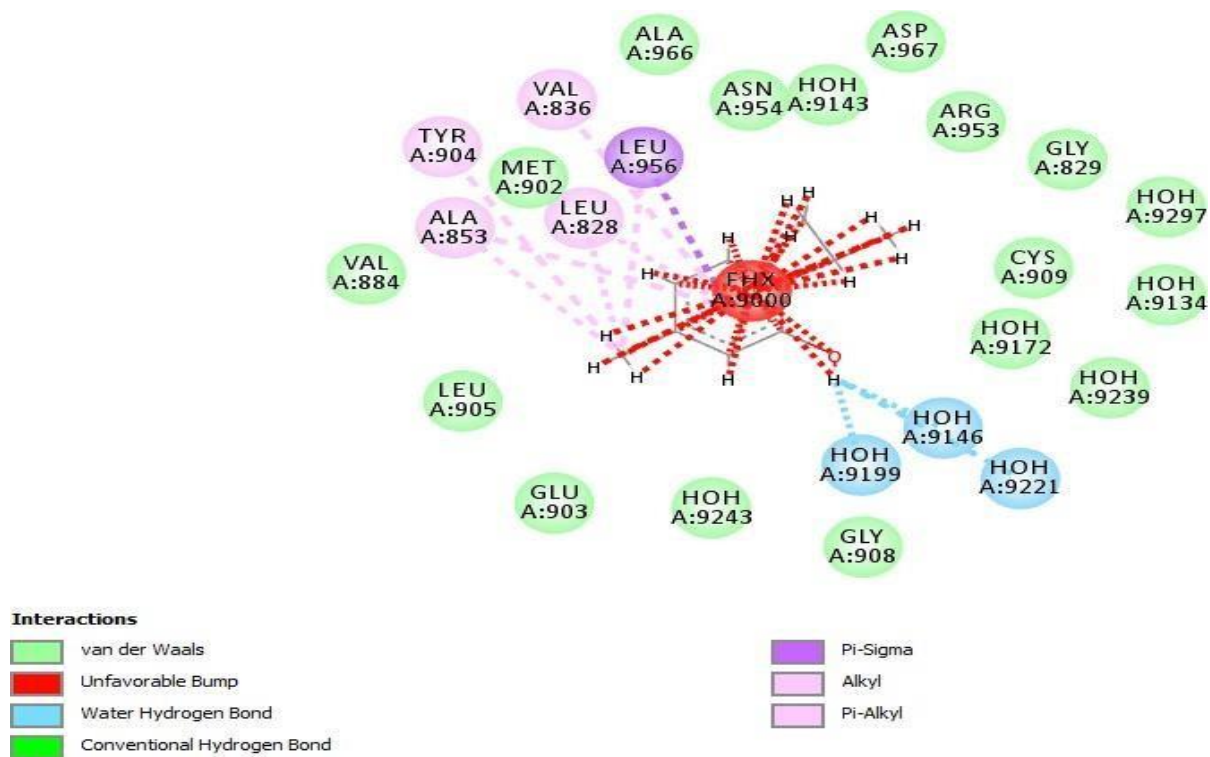 ALA
A:966
ASP
A:967
VAL
A:836
ASN
A:954
HOH
A:9143
ARG
A:953
TYR
A:904
LEU
A:956
MET
A:902
GLY
A:829
HOH
A:9297
ALA
A:853
LEU
A:828
VAL
A:884
CYS
A:909
HOH
A:9134
H
H
H
H
H
H
H
H
H
H
FHX
A:9000
HOH
A:9172
H
H
H
H
O
H
HOH
A:9239
LEU
A:905
HOH
A:9146
HOH
A:9199
HOH
A:9221
GLU
A:903
HOH
A:9243
GLY
A:908
Interactions
van der Waals
Unfavorable Bump
Water Hydrogen Bond
Conventional Hydrogen Bond
Pi-Sigma
Alkyl
Pi-Alkyl